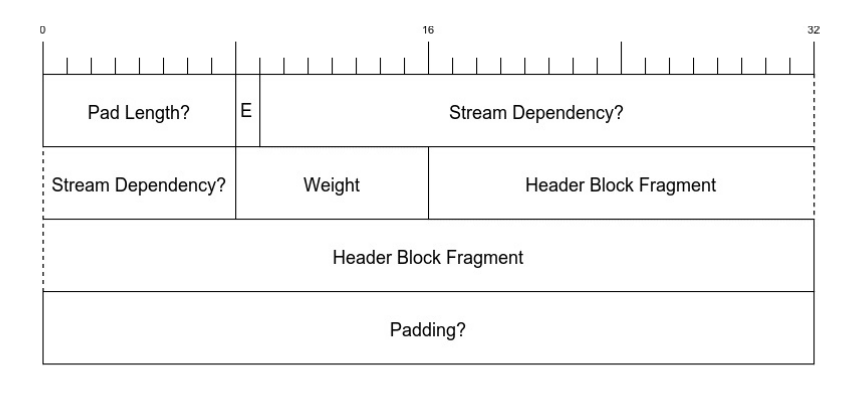 0 16 32
Pad Length? E Stream Dependency?
Stream Dependency? Weight Header Block Fragment
Header Block Fragment
Padding?